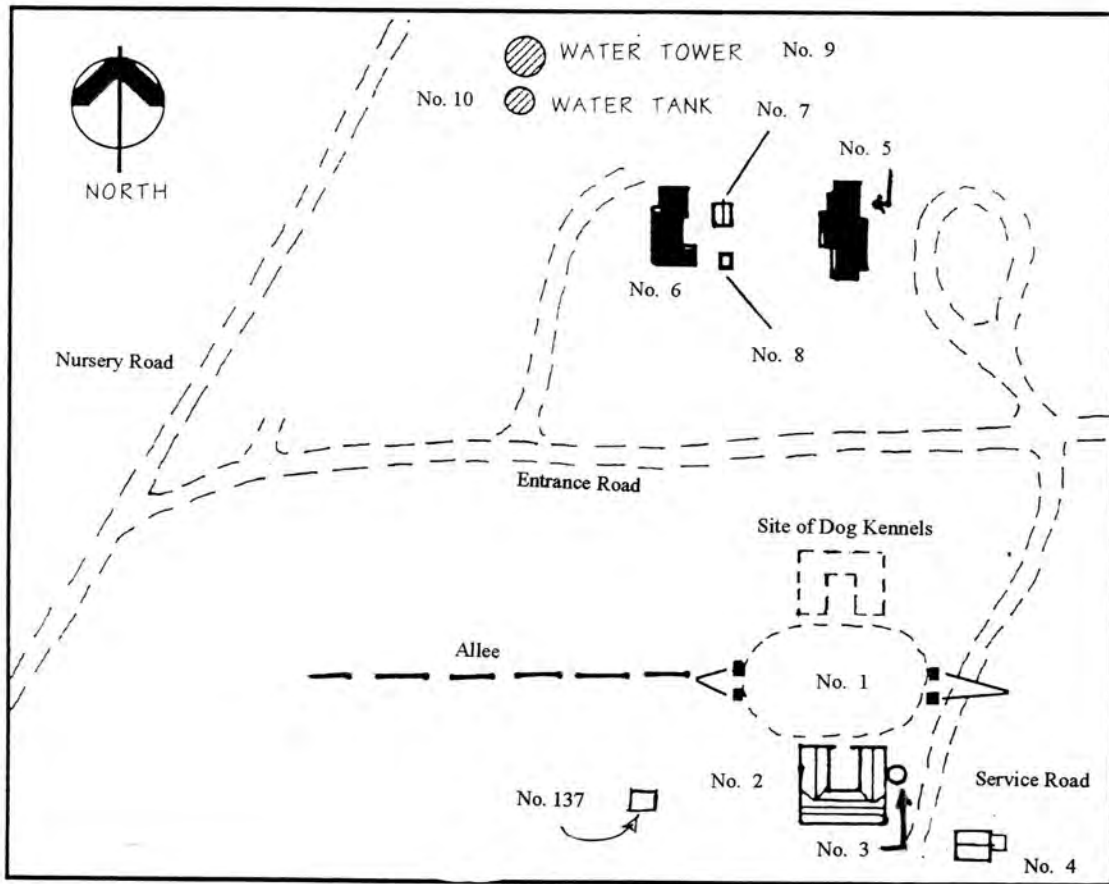 WATER TOWER No. 9
No. 10 WATER TANK
No. 7
No. 5
NORTH
No. 6
No. 8
Nursery Road
Entrance Road
Site of Dog Kennels
Allee
No. 1
No. 2
No. 137
Service Road
No. 3
No. 4